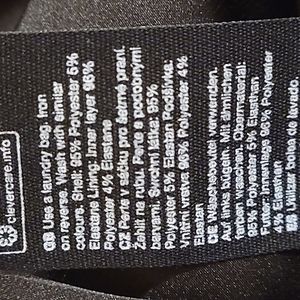 clevercare.info
GB Use a laundry bag. Iron
on reverse. Wash with similar
colours. Shell: 95% Polyester 5%
Elastane Lining: Inner layer 96%
Polyester 4% Elastane
CZ Perte v sáčku pro šetrné praní.
Žehlit na rubu. Perte s podobnými
barvami. Svrchní látka: 95%
Polyester 5% Elastan Podšívka:
Vnitřní vrstva 96% Polyester 4%
Elastan
DE Wäschebeutel verwenden.
Auf links bügeln. Mit ähnlichen
Farben waschen. Obermaterial:
95% Polyester 5% Elasthan
Futter: Innenlage 96% Polyester
4% Elasthan
ES Utilizar bolsa de lavado